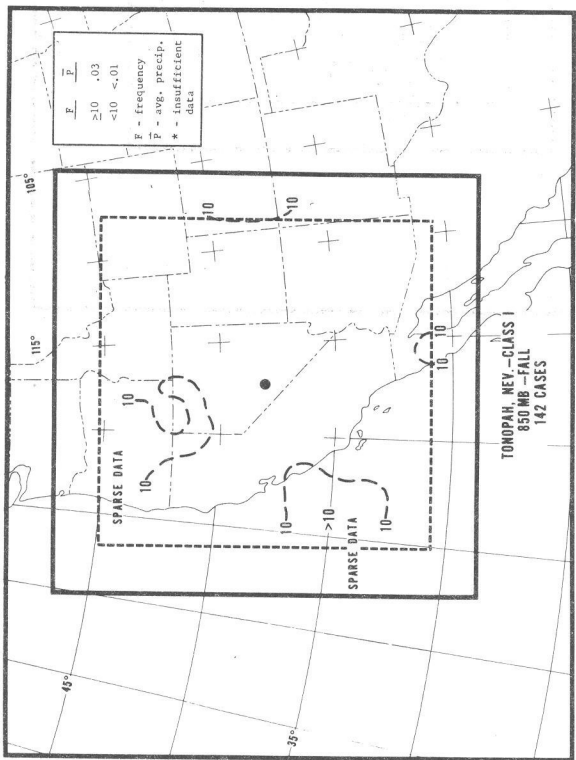 F P̅
≥10 .03
<10 <.01
F - frequency
P̅ - avg. precip.
* - insufficient
data
105°
115°
45°
35°
SPARSE DATA
10
10
10
10
10
>10
10
SPARSE DATA
10
10
10
TONOPAH, NEV.-CLASS I
850 MB -FALL
142 CASES